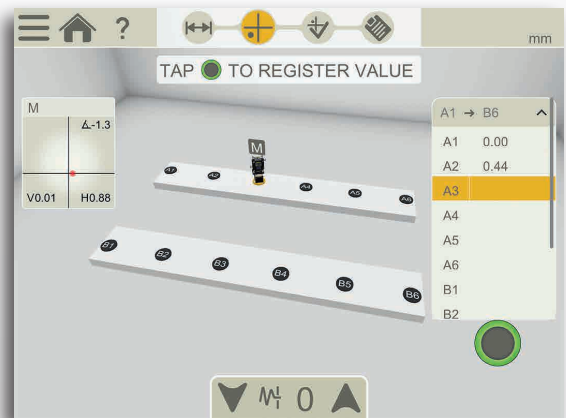 ?
mm
TAP TO REGISTER VALUE
M
∡-1.3
V0.01 H0.88
M
A1 A2 A4 A5 A6
B1 B2 B3 B4 B5 B6
A1 → B6
A1 0.00
A2 0.44
A3
A4
A5
A6
B1
B2
0